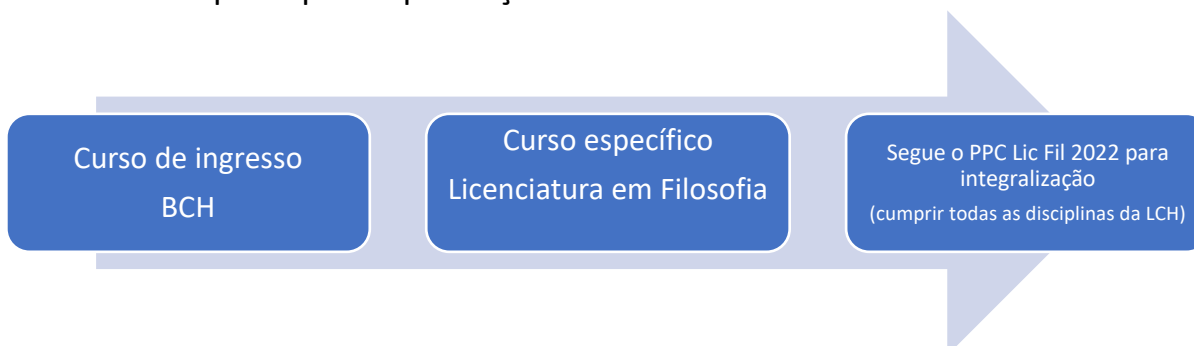 Curso de ingresso
BCH
Curso específico
Licenciatura em Filosofia
Segue o PPC Lic Fil 2022 para
integralização
(cumprir todas as disciplinas da LCH)